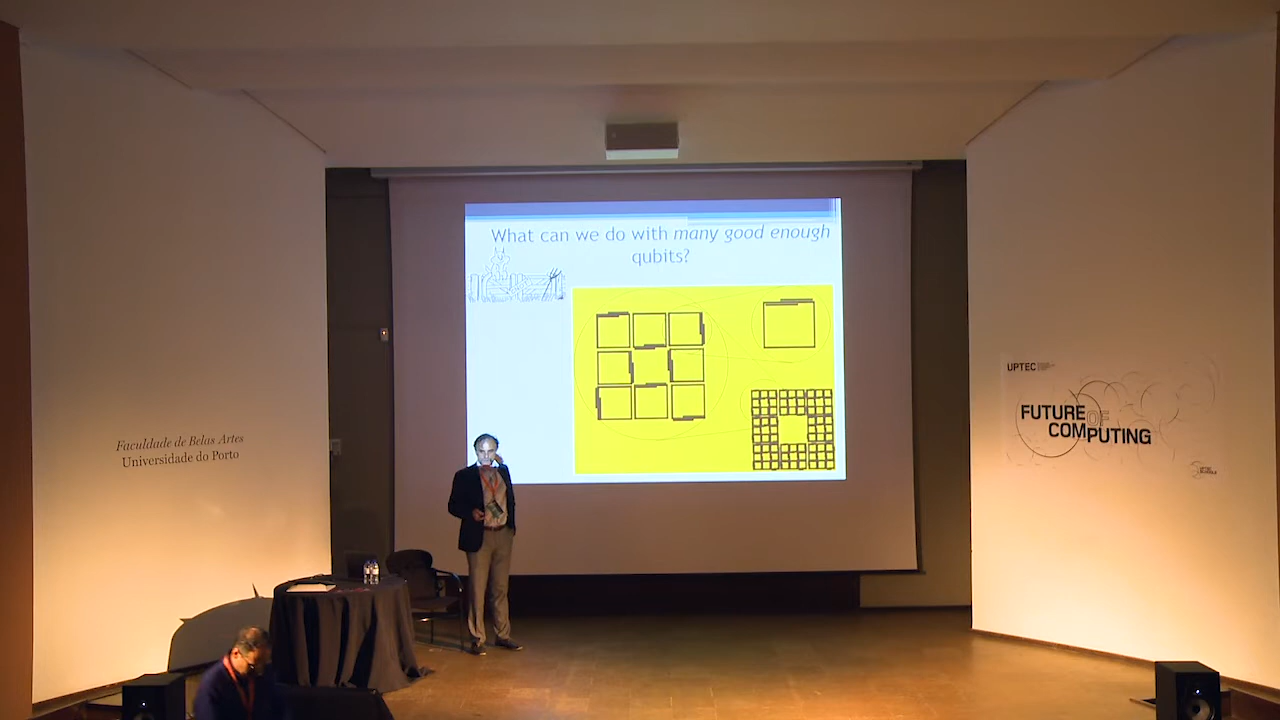 What can we do with many good enough
qubits?
Faculdade de Belas Artes
Universidade do Porto
UPTEC
FUTURE OF
COMPUTING